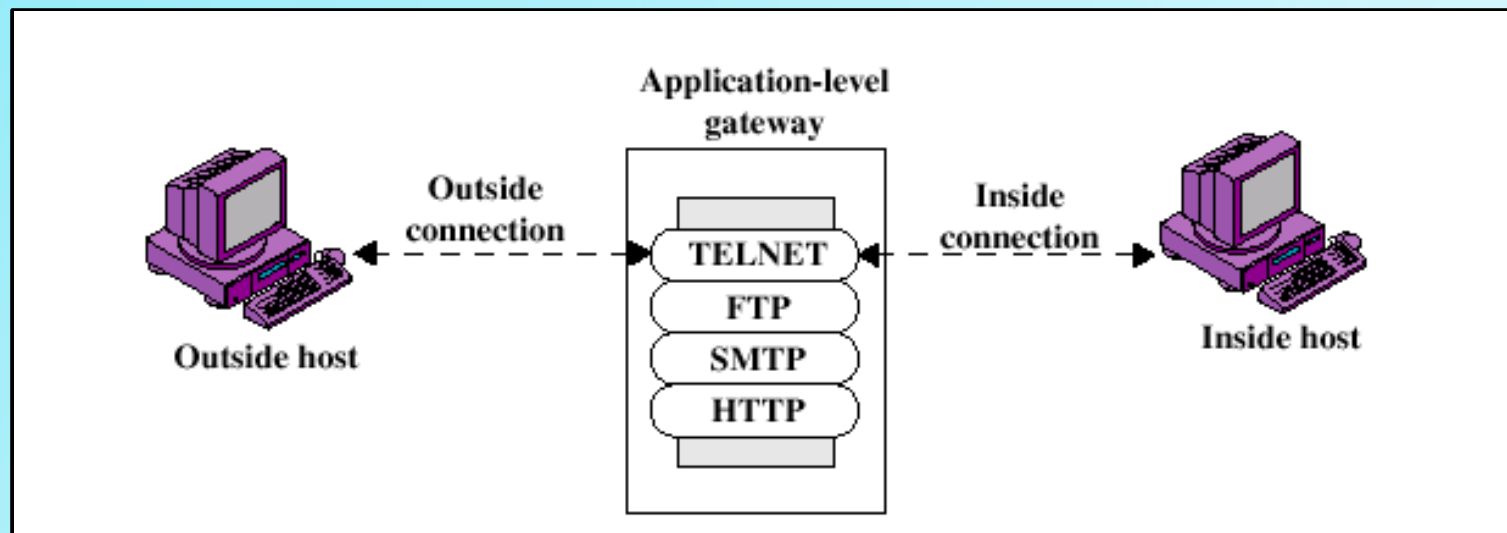 Application-level
gateway
Outside
connection
Inside
connection
TELNET
FTP
SMTP
HTTP
Outside host
Inside host